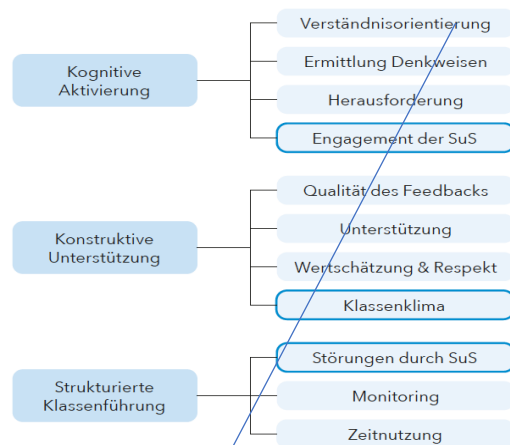 Verständnisorientierung
Kognitive
Aktivierung
Ermittlung Denkweisen
Herausforderung
Engagement der SuS
Qualität des Feedbacks
Konstruktive
Unterstützung
Unterstützung
Wertschätzung & Respekt
Klassenklima
Störungen durch SuS
Strukturierte
Klassenführung
Monitoring
Zeitnutzung